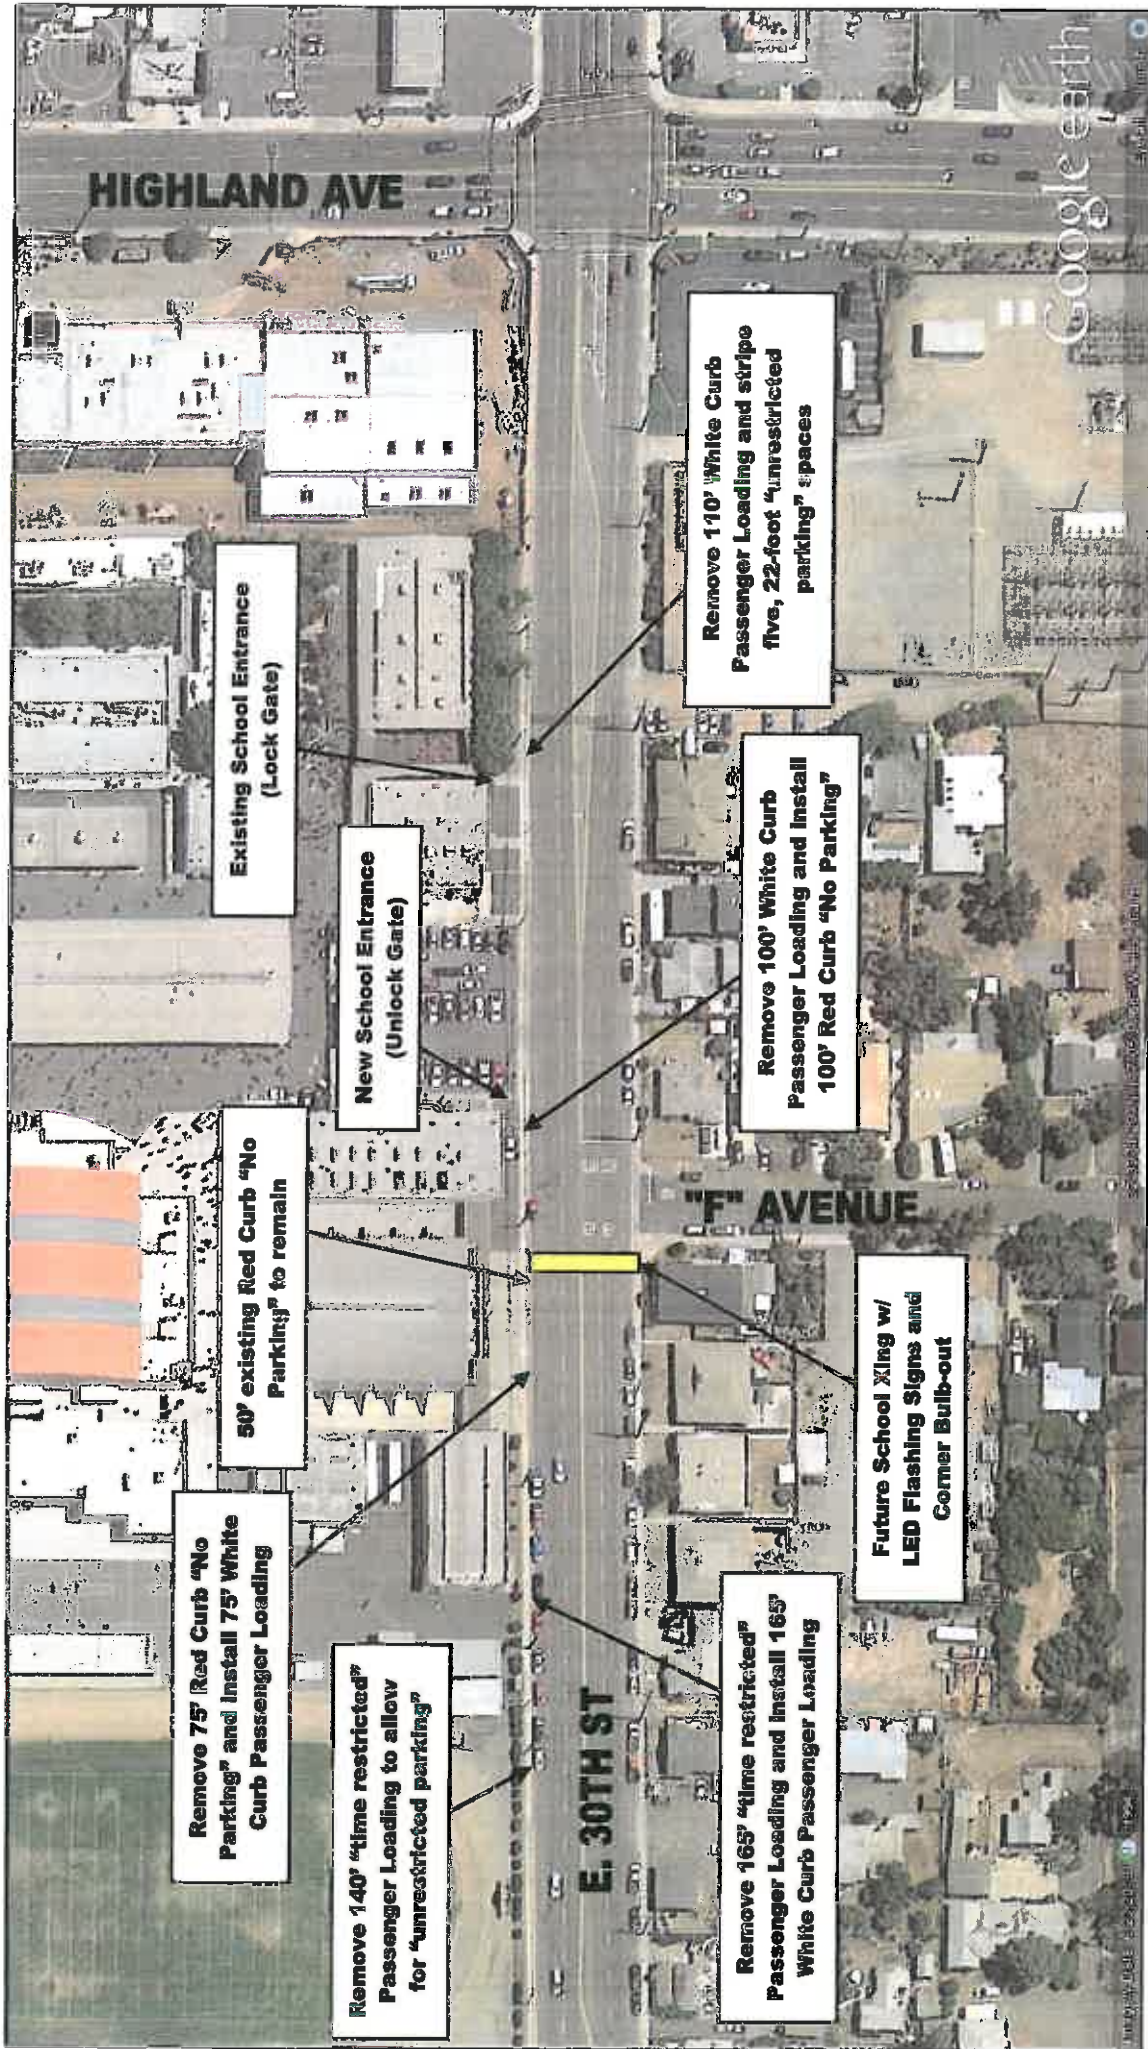 HIGHLAND AVE
Existing School Entrance
(Lock Gate)
New School Entrance
(Unlock Gate)
50' existing Red Curb "No
Parking" to remain
Remove 75' Red Curb "No
Parking" and Install 75' White
Curb Passenger Loading
Remove 140' "time restricted"
Passenger Loading to allow
for "unrestricted parking"
E. 30TH ST
Remove 165' "time restricted"
Passenger Loading and Install 165'
White Curb Passenger Loading
Future School Xing w/
LED Flashing Signs and
Corner Bulb-out
"F" AVENUE
Remove 100' White Curb
Passenger Loading and Install
100' Red Curb "No Parking"
Remove 110' White Curb
Passenger Loading and stripe
five, 22-foot "unrestricted
parking" spaces
Google earth